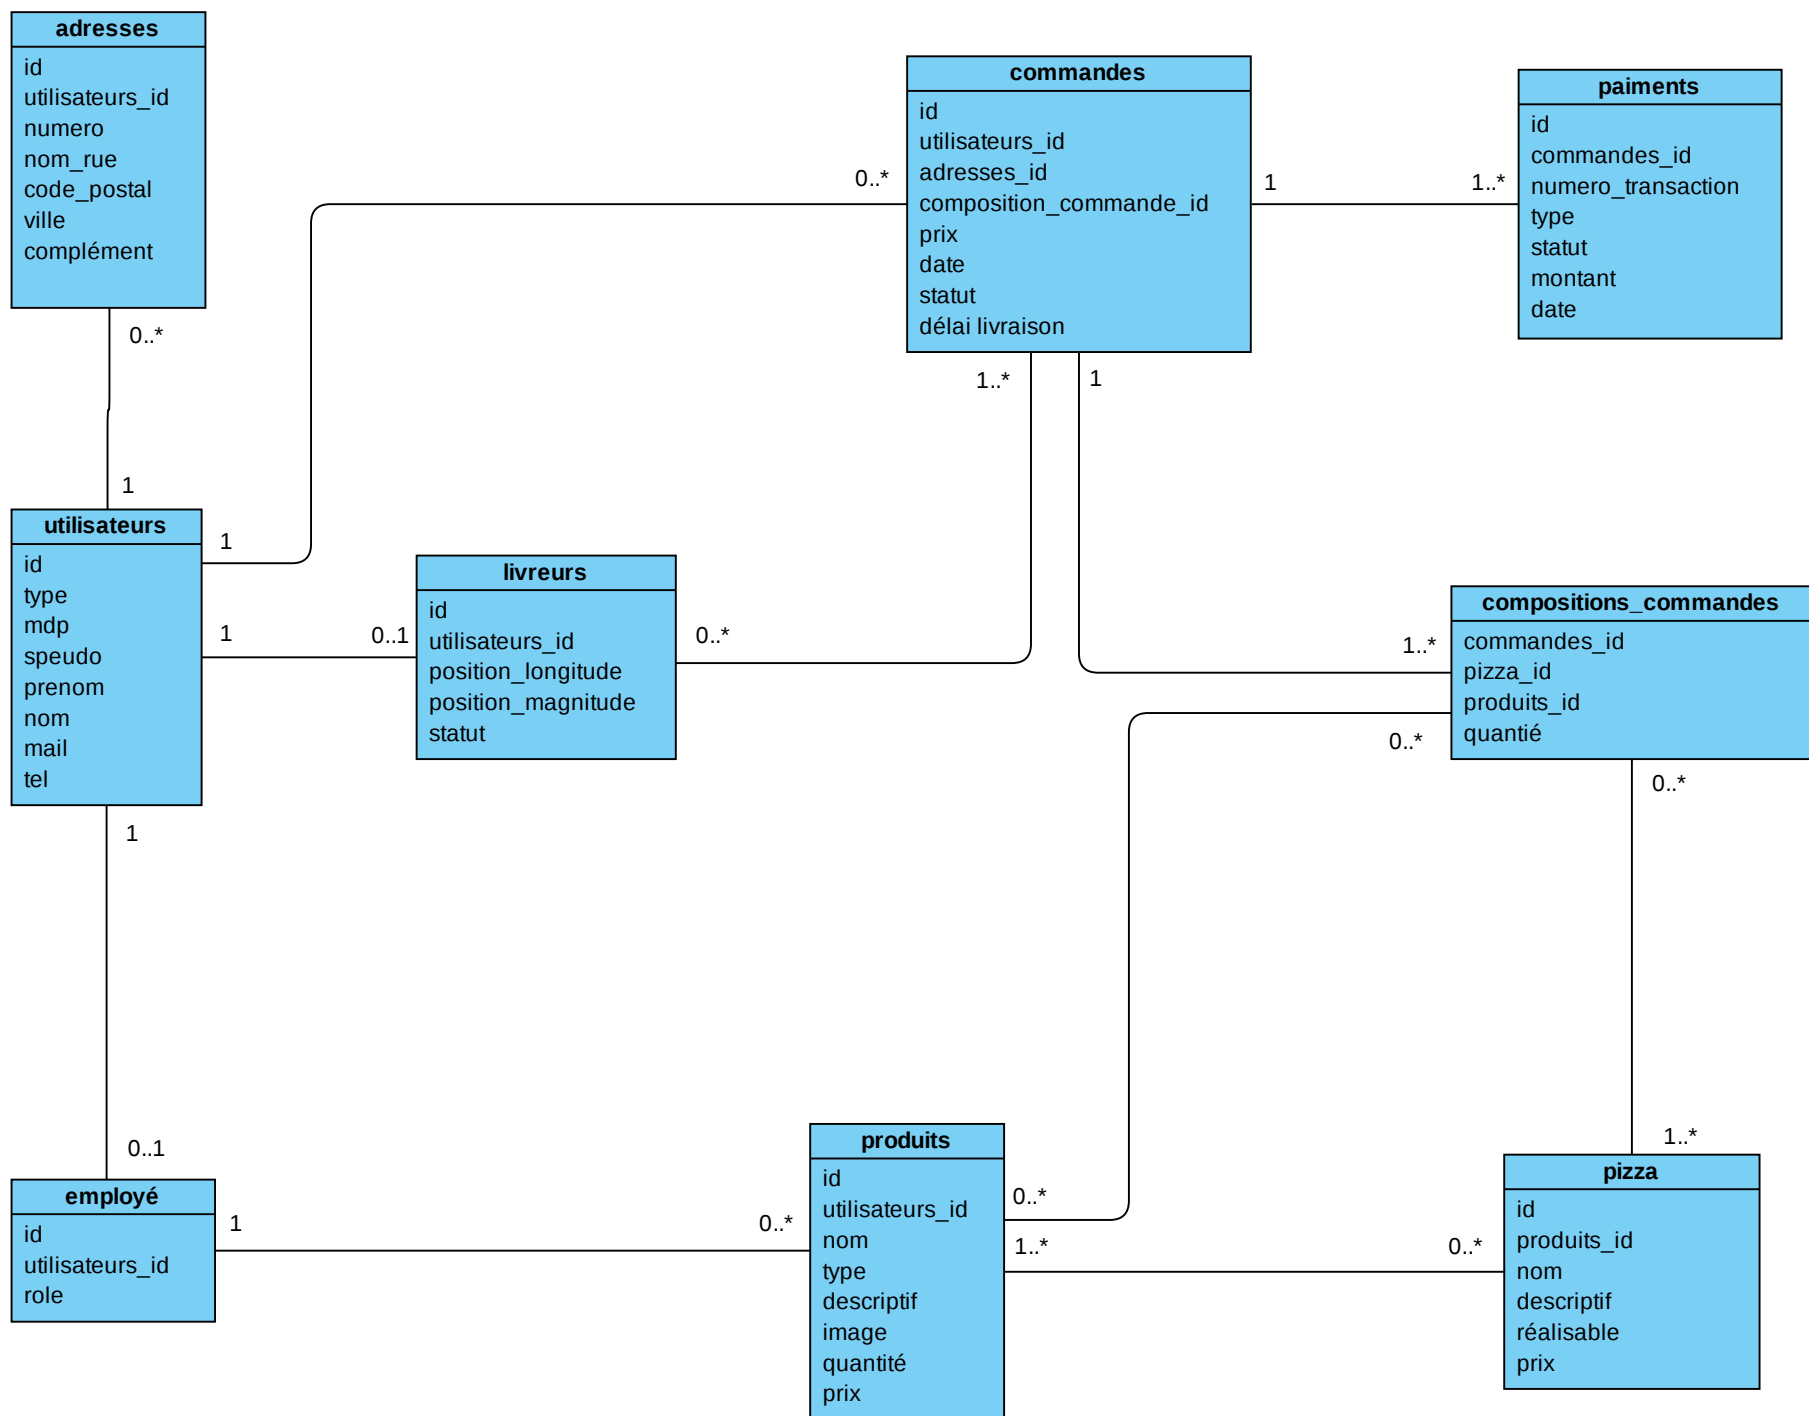 adresses
id
utilisateurs_id
numero
nom_rue
code_postal
ville
complément
commandes
id
utilisateurs_id
adresses_id
composition_commande_id
prix
date
statut
délai livraison
paiments
id
commandes_id
numero_transaction
type
statut
montant
date
0..*
1
1..*
0..*
1..*
1
1
utilisateurs
id
type
mdp
speudo
prenom
nom
mail
tel
1
1
0..1
livreurs
id
utilisateurs_id
position_longitude
position_magnitude
statut
0..*
1..*
compositions_commandes
commandes_id
pizza_id
produits_id
quantié
0..*
0..*
1
0..1
employé
id
utilisateurs_id
role
1
0..*
produits
id
utilisateurs_id
nom
type
descriptif
image
quantité
prix
0..*
1..*
0..*
1..*
pizza
id
produits_id
nom
descriptif
réalisable
prix